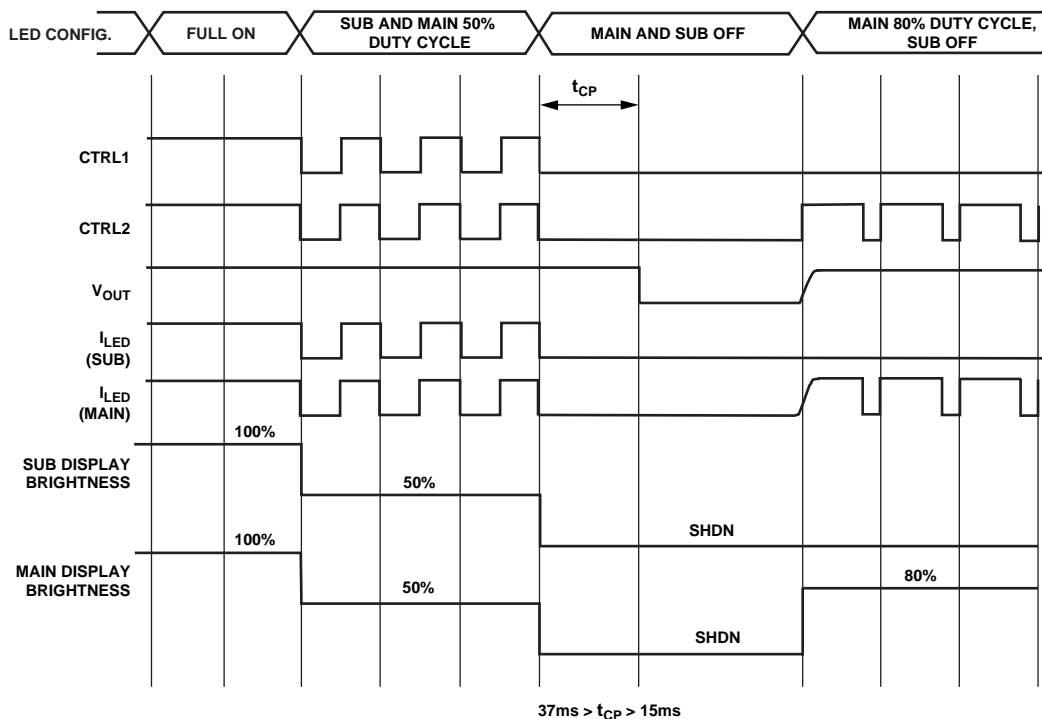 LED CONFIG.
FULL ON
SUB AND MAIN 50%
DUTY CYCLE
MAIN AND SUB OFF
MAIN 80% DUTY CYCLE,
SUB OFF
tCP
CTRL1
CTRL2
VOUT
ILED
(SUB)
ILED
(MAIN)
100%
SUB DISPLAY
BRIGHTNESS
50%
SHDN
100%
MAIN DISPLAY
BRIGHTNESS
50%
80%
SHDN
37ms > tCP > 15ms